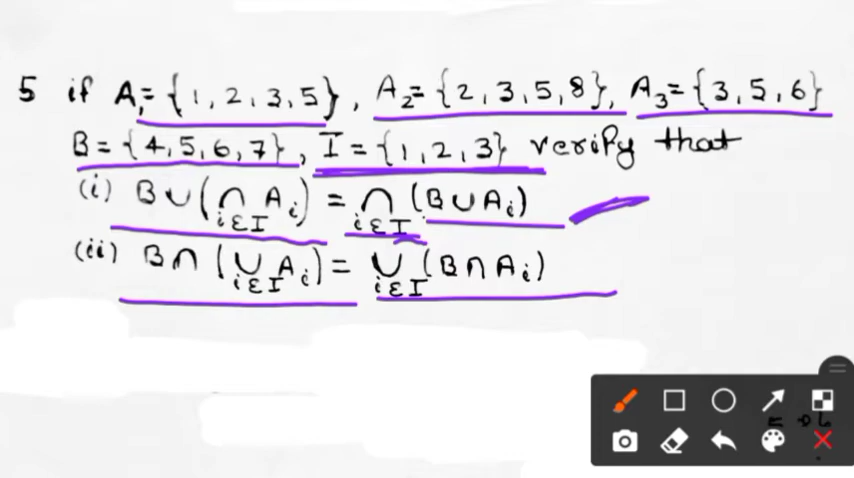 5 if A₁ = {1, 2, 3, 5}, A₂ = {2, 3, 5, 8}, A₃ = {3, 5, 6}
B = {4, 5, 6, 7}, I = {1, 2, 3} verify that
(i) B ∪ (∩ i∈I Aᵢ) = ∩ i∈I (B ∪ Aᵢ)
(ii) B ∩ (∪ i∈I Aᵢ) = ∪ i∈I (B ∩ Aᵢ)